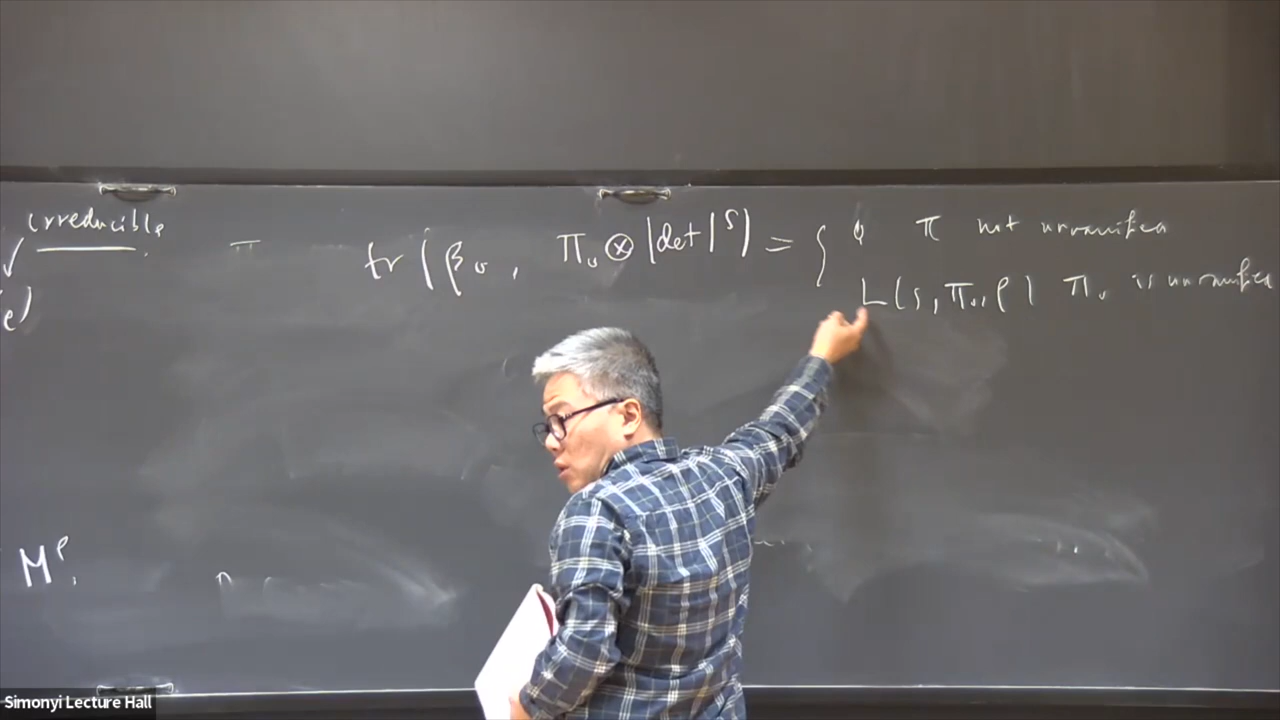 irreducible
√
π
e)
tr(β_v, π_v ⊗ |det|^s) = { 0 π not unramified
L(s, π_v, ρ) π_v is unramified
M^ρ.
Simonyi Lecture Hall